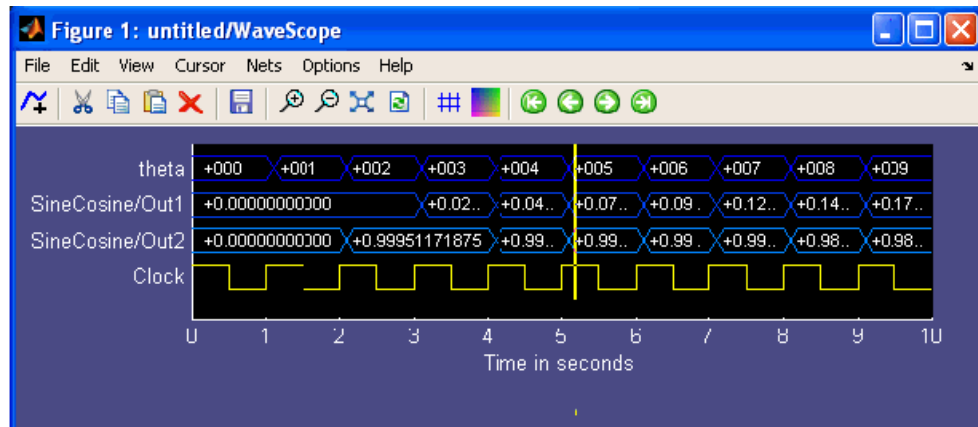 Figure 1: untitled/WaveScope
File Edit View Cursor Nets Options Help
theta +000 +001 +002 +003 +004 +005 +006 +007 +008 +009
SineCosine/Out1 +0.00000000000 +0.02.. +0.04.. +0.07.. +0.09. +0.12.. +0.14.. +0.17..
SineCosine/Out2 +0.00000000000 +0.99951171875 +0.99.. +0.99.. +0.99. +0.99.. +0.98.. +0.98..
Clock
0 1 2 3 4 5 6 7 8 9 10
Time in seconds